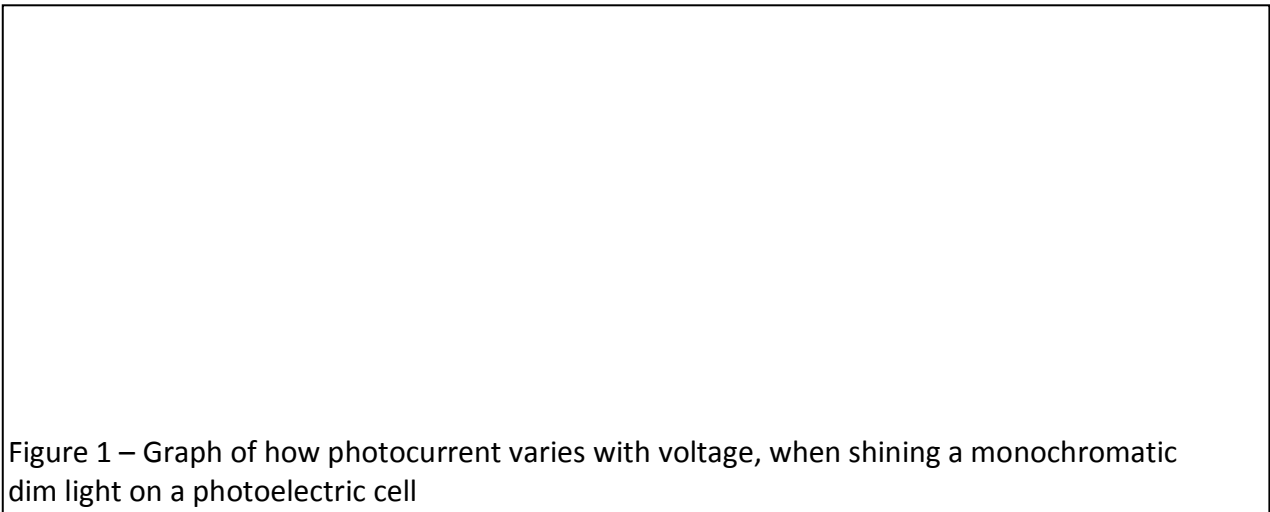 Figure 1 – Graph of how photocurrent varies with voltage, when shining a monochromatic
dim light on a photoelectric cell